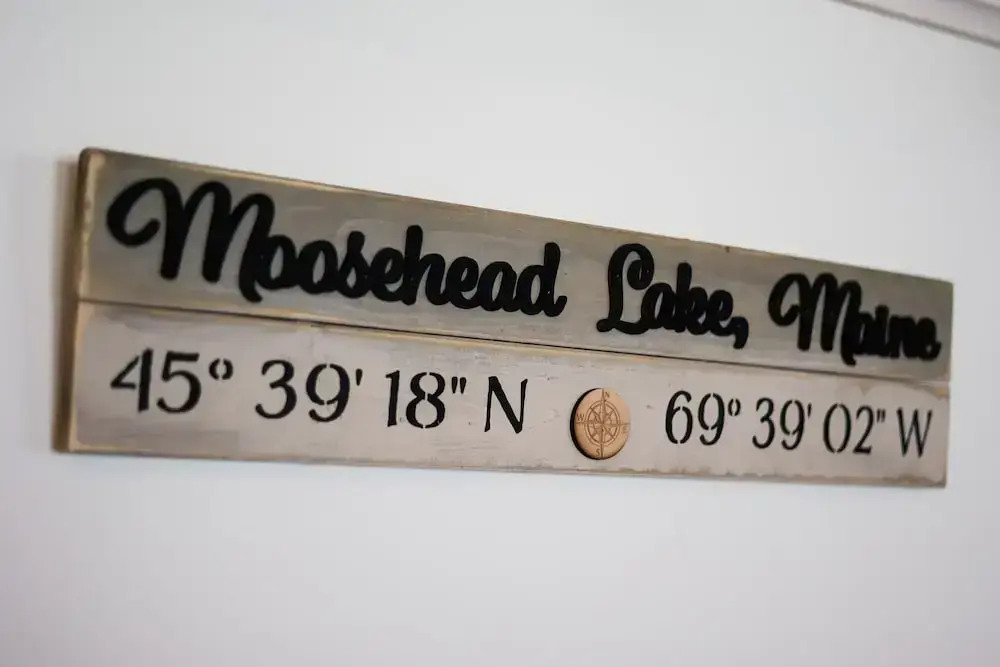 Moosehead Lake, Maine
45° 39' 18" N N W E S 69° 39' 02" W